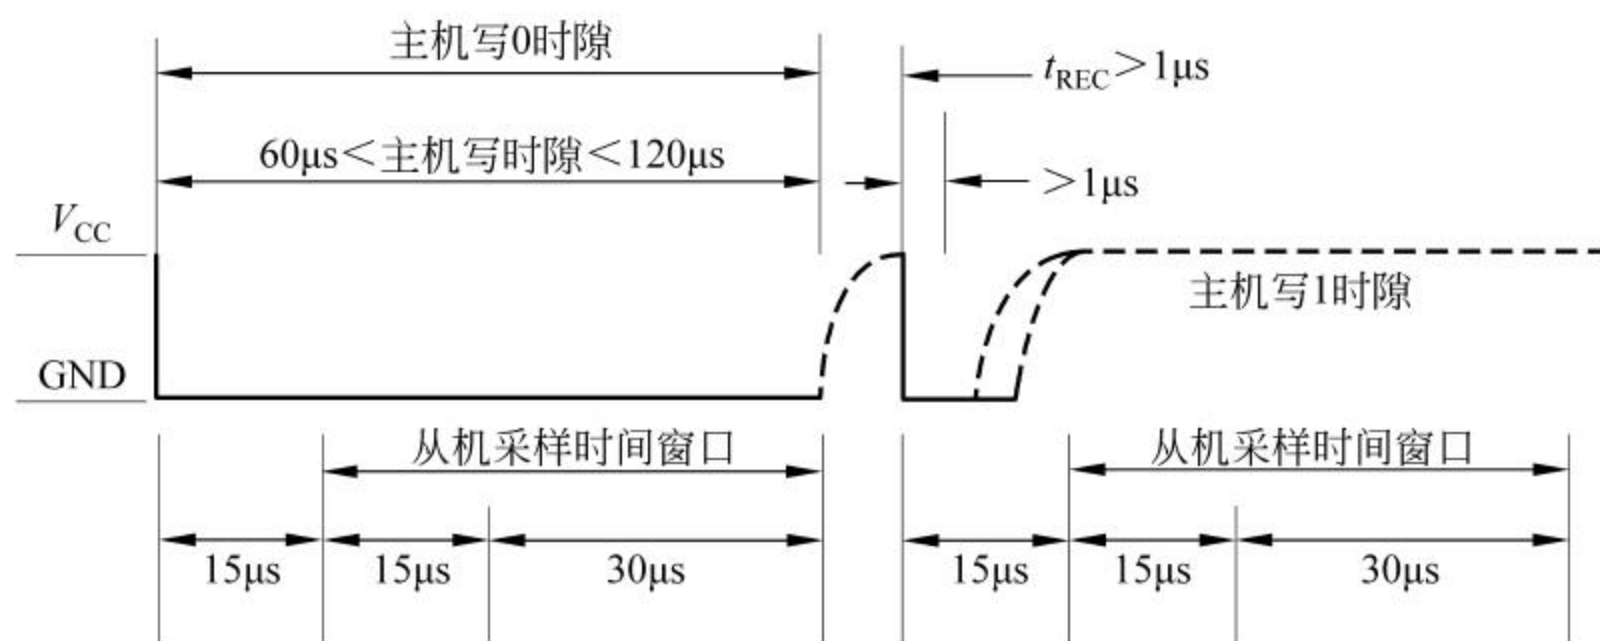 主机写0时隙
tREC＞1μs
60μs＜主机写时隙＜120μs
＞1μs
VCC
主机写1时隙
GND
从机采样时间窗口
从机采样时间窗口
15μs
15μs
30μs
15μs
15μs
30μs